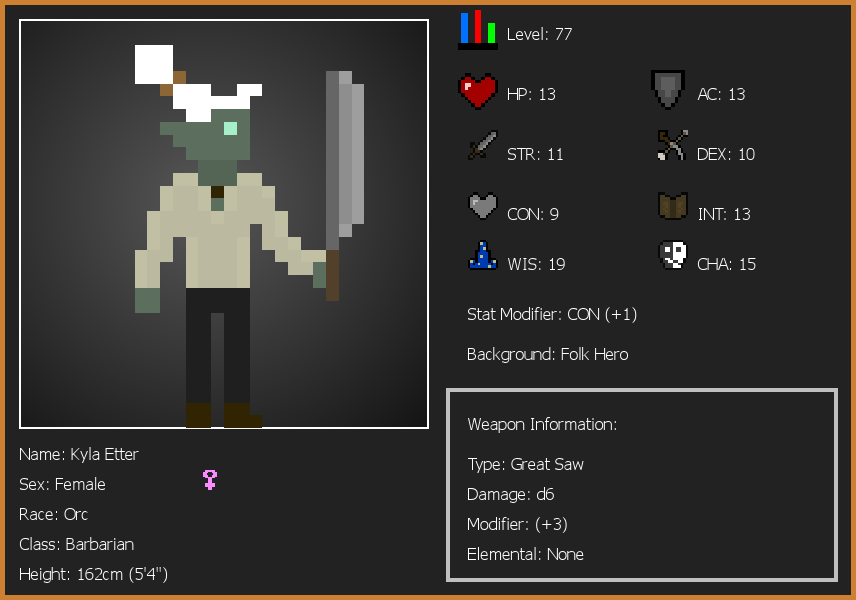 Level: 77
HP: 13
AC: 13
STR: 11
DEX: 10
CON: 9
INT: 13
WIS: 19
CHA: 15
Stat Modifier: CON (+1)
Background: Folk Hero
Weapon Information:
Type: Great Saw
Damage: d6
Modifier: (+3)
Elemental: None
Name: Kyla Etter
Sex: Female
Race: Orc
Class: Barbarian
Height: 162cm (5'4")